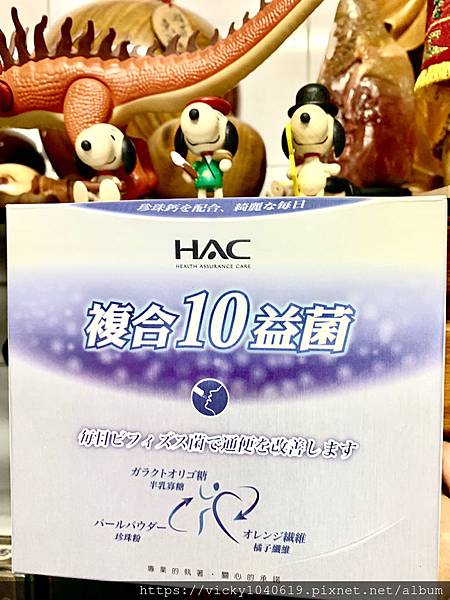 珍珠鈣を配合、綺麗な毎日
HAC
HEALTH ASSURANCE CARE
複合10益菌
毎日ビフィズス菌で通便を改善します
ガラクトオリゴ糖
半乳寡糖
パールパウダー
珍珠粉
オレンジ繊維
橘子纖維
專業的執著・關心的承諾
https://vicky1040619.pixnet.net/album